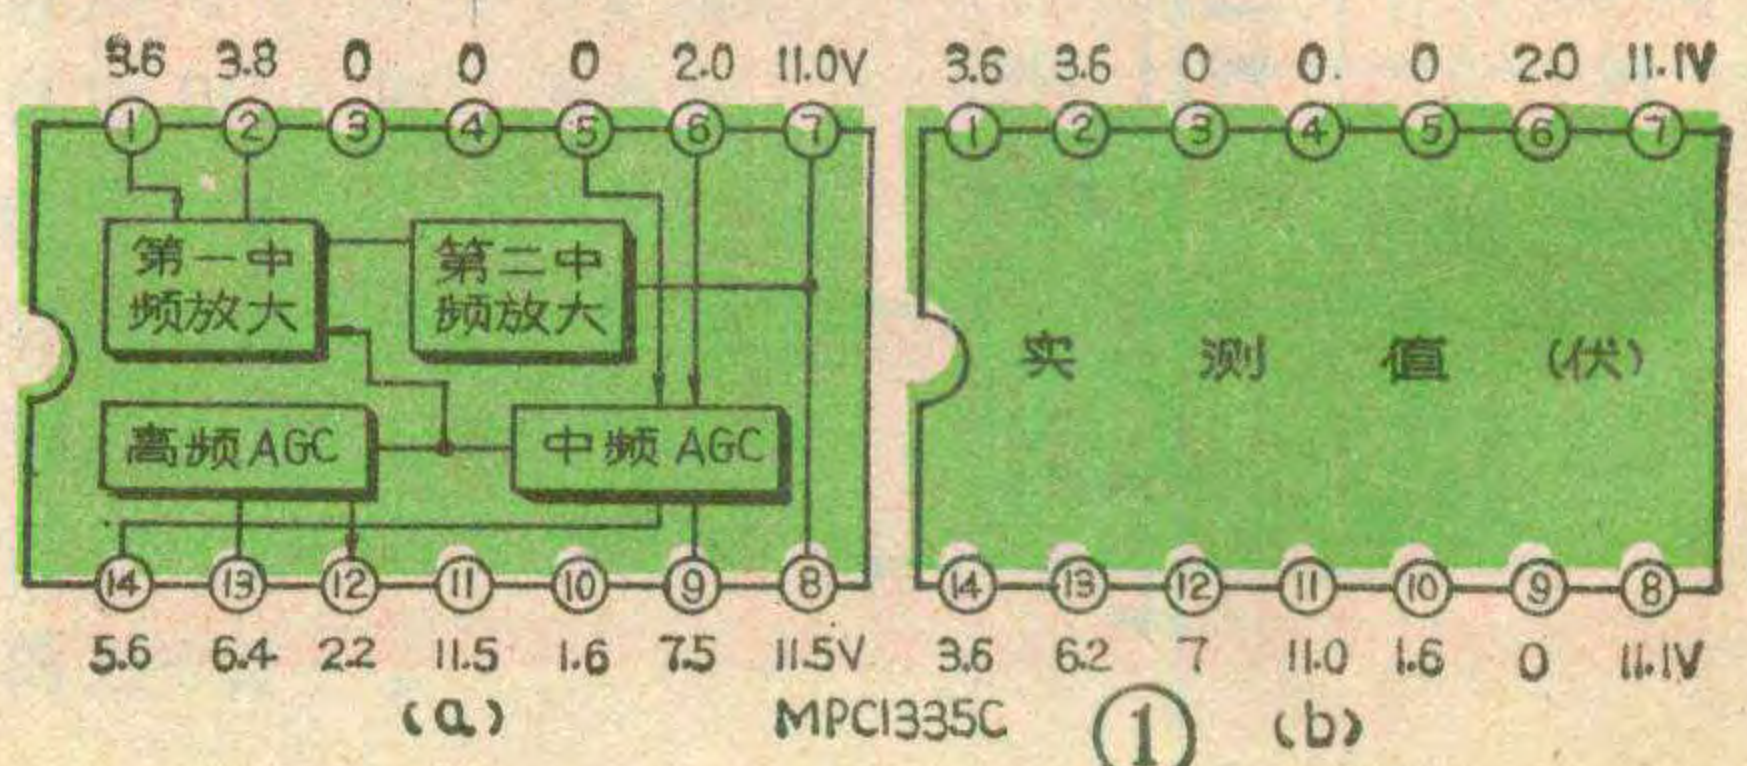 3.6 3.8 0 0 0 2.0 11.0V
1 2 3 4 5 6 7
第一中
频放大
第二中
频放大
高频AGC
中频AGC
14 13 12 11 10 9 8
5.6 6.4 2.2 11.5 1.6 7.5 11.5V
(a)
MPC1335C
1
3.6 3.6 0 0. 0 2.0 11.1V
1 2 3 4 5 6 7
实测值(伏)
14 13 12 11 10 9 8
3.6 6.2 7 11.0 1.6 0 11.1V
(b)